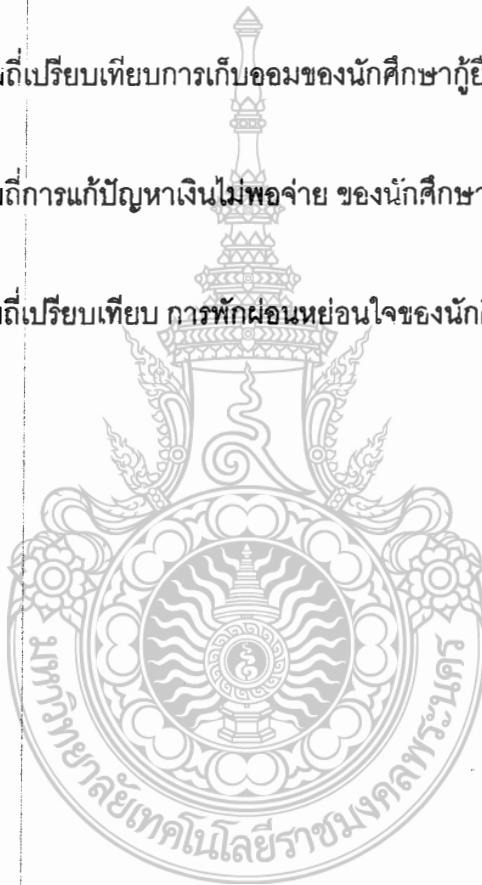 ถี่เปรียบเทียบการเก็บออมของนักศึกษากู้ยื
ถี่การแก้ปัญหาเงินไม่พอจ่าย ของนักศึกษา
ถี่เปรียบเทียบ การพักผ่อนหย่อนใจของนัก
มหาวิทยาลัยเทคโนโลยีราชมงคลพระนคร